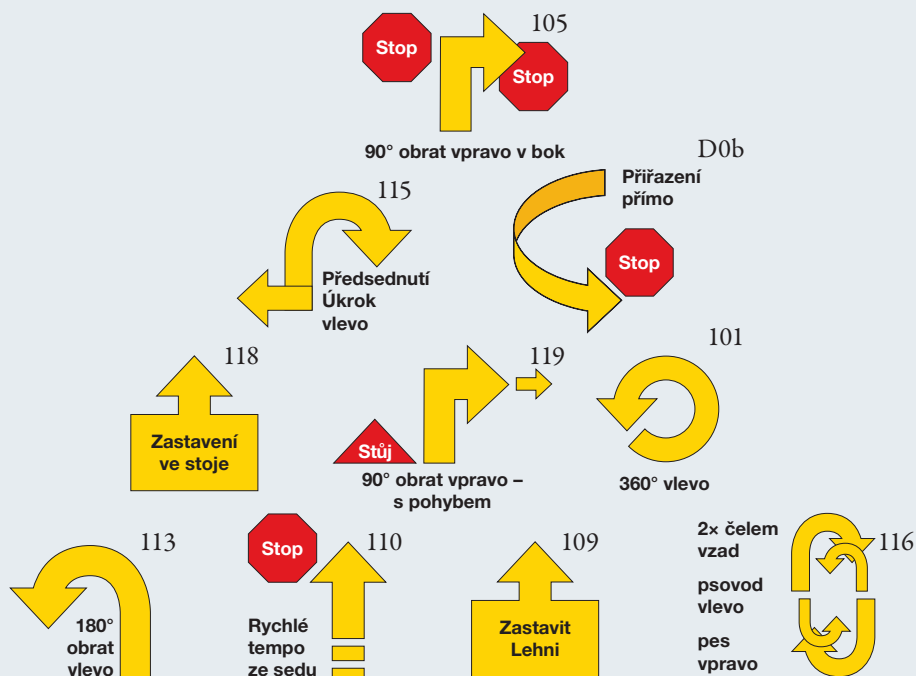 105
Stop
Stop
90° obrat vpravo v bok
D0b
Přiřazení
přímo
Stop
115
Předsednutí
Úkrok
vlevo
118
Zastavení
ve stoje
119
Stůj
90° obrat vpravo –
s pohybem
101
360° vlevo
113
180°
obrat
vlevo
Stop
110
Rychlé
tempo
ze sedu
109
Zastavit
Lehni
2× čelem
vzad
116
psovod
vlevo
pes
vpravo